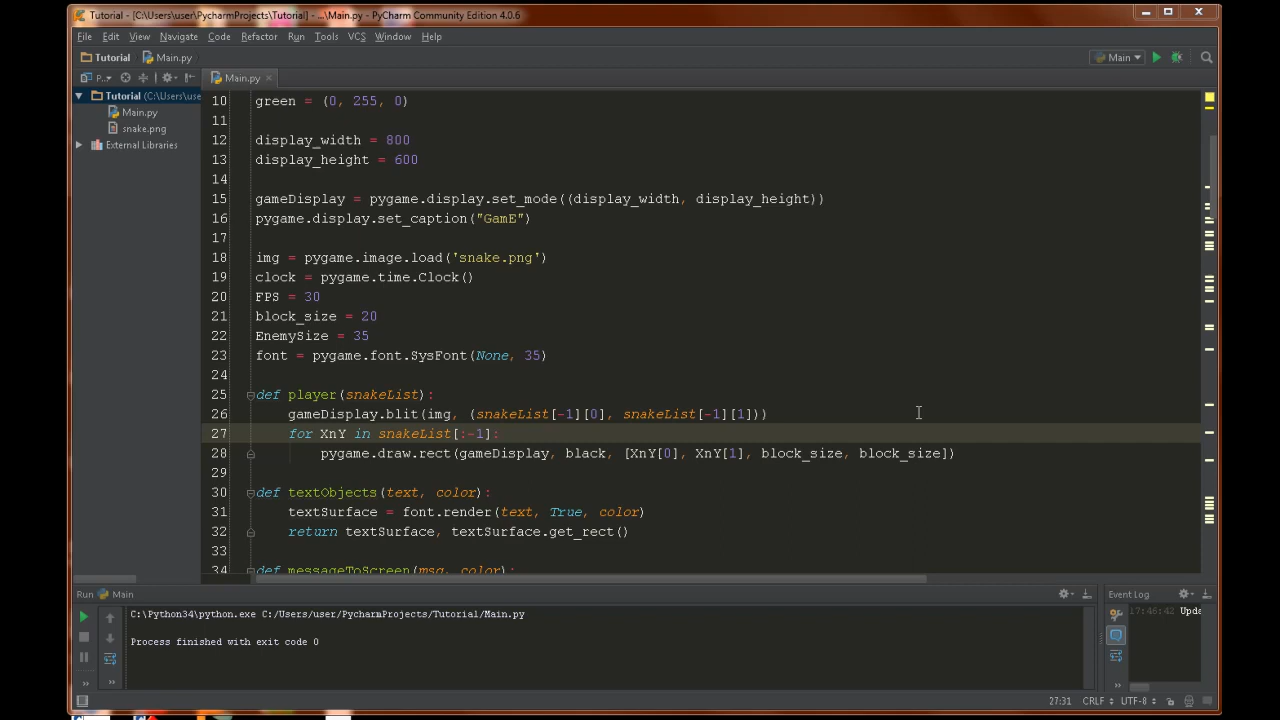 Tutorial - [C:\Users\user\PycharmProjects\Tutorial] - ...\Main.py - PyCharm Community Edition 4.0.6
File Edit View Navigate Code Refactor Run Tools VCS Window Help
Tutorial Main.py Main
P... Main.py
Tutorial (C:\Users\use
Main.py
snake.png
External Libraries
10 green = (0, 255, 0)
11
12 display_width = 800
13 display_height = 600
14
15 gameDisplay = pygame.display.set_mode((display_width, display_height))
16 pygame.display.set_caption("GamE")
17
18 img = pygame.image.load('snake.png')
19 clock = pygame.time.Clock()
20 FPS = 30
21 block_size = 20
22 EnemySize = 35
23 font = pygame.font.SysFont(None, 35)
24
25 def player(snakeList):
26 gameDisplay.blit(img, (snakeList[-1][0], snakeList[-1][1]))
27 for XnY in snakeList[:-1]:
28 pygame.draw.rect(gameDisplay, black, [XnY[0], XnY[1], block_size, block_size])
29
30 def textObjects(text, color):
31 textSurface = font.render(text, True, color)
32 return textSurface, textSurface.get_rect()
33
34 def messageToScreen(msg, color):
Run Main
C:\Python34\python.exe C:/Users/user/PycharmProjects/Tutorial/Main.py
Process finished with exit code 0
Event Log
17:46:42 Upda
27:31 CRLF UTF-8